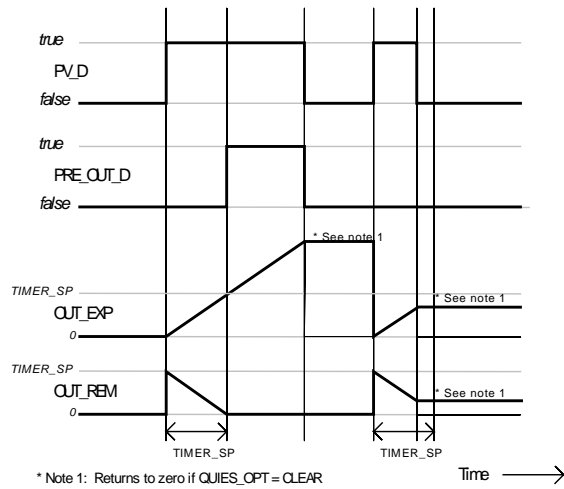 true
PV_D
false
true
PRE_OUT_D
false
* See note 1
TIMER_SP
* See note 1
OUT_EXP
0
TIMER_SP
OUT_REM
* See note 1
0
TIMER_SP
TIMER_SP
* Note 1: Returns to zero if QUIES_OPT = CLEAR
Time